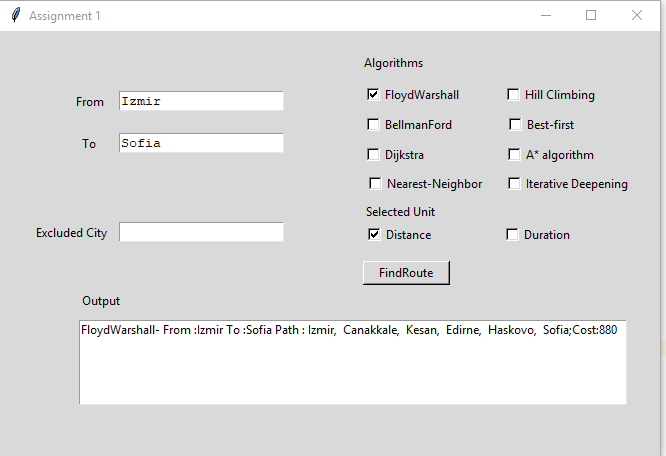 Assignment 1
Algorithms
From Izmir
FloydWarshall Hill Climbing
BellmanFord Best-first
To Sofia
Dijkstra A* algorithm
Nearest-Neighbor Iterative Deepening
Selected Unit
Excluded City
Distance Duration
FindRoute
Output
FloydWarshall- From :Izmir To :Sofia Path : Izmir, Canakkale, Kesan, Edirne, Haskovo, Sofia;Cost:880